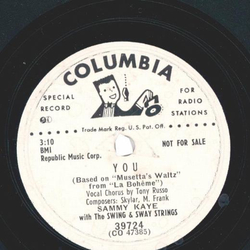 COLUMBIA
SPECIAL RECORD
FOR RADIO STATIONS
Trade Mark Reg. U. S. Pat. Off.
3:10
BMI
NOT FOR SALE
Republic Music Corp.
YOU
(Based on "Musetta's Waltz"
from "La Bohème")
Vocal Chorus by Tony Russo
Composers: Skylar, M. Frank
SAMMY KAYE
with The SWING & SWAY STRINGS
39724
(CO 47385)